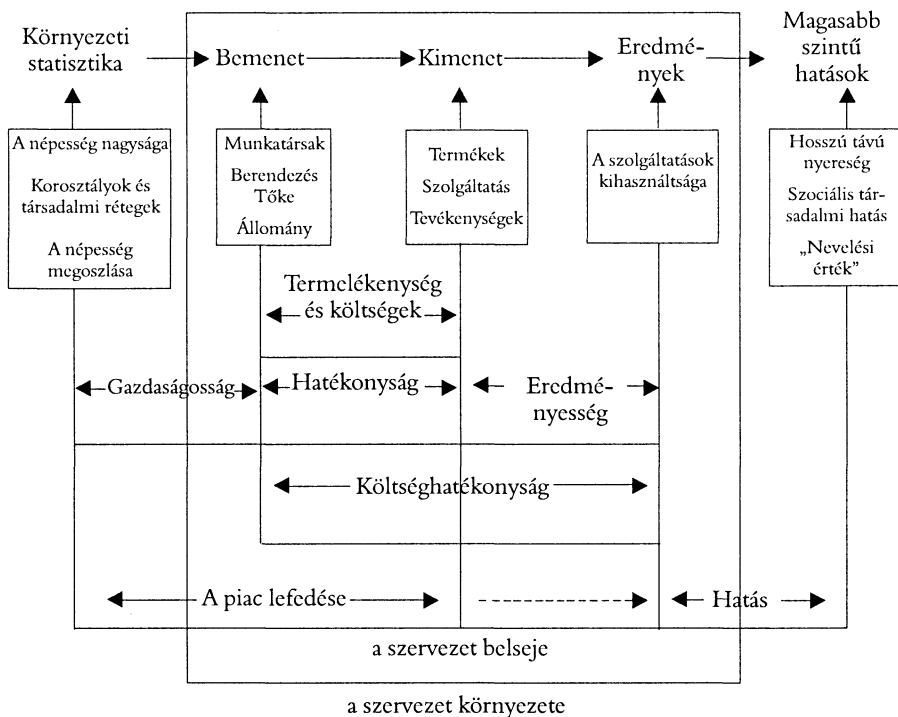 Környezeti
statisztika
Bemenet
Kimenet
Eredmé-
nyek
Magasabb
szintű
hatások
A népesség nagysága
Korosztályok és
társadalmi rétegek
A népesség
megoszlása
Munkatársak
Berendezés
Tőke
Állomány
Termékek
Szolgáltatás
Tevékenységek
A szolgáltatások
kihasználtsága
Hosszú távú
nyereség
Szociális tár-
sadalmi hatás
„Nevelési
érték”
Termelékenység
és költségek
Gazdaságosság
Hatékonyság
Eredmé-
nyesség
Költséghatékonyság
A piac lefedése
Hatás
a szervezet belseje
a szervezet környezete